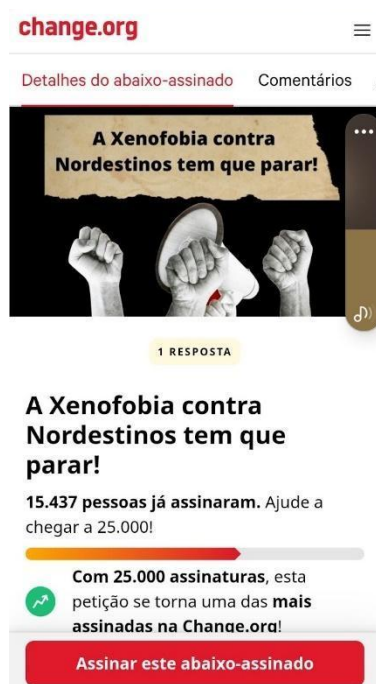 change.org
Detalhes do abaixo-assinado Comentários
A Xenofobia contra
Nordestinos tem que parar!
1 RESPOSTA
A Xenofobia contra
Nordestinos tem que
parar!
15.437 pessoas já assinaram. Ajude a
chegar a 25.000!
Com 25.000 assinaturas, esta
petição se torna uma das mais
assinadas na Change.org!
Assinar este abaixo-assinado